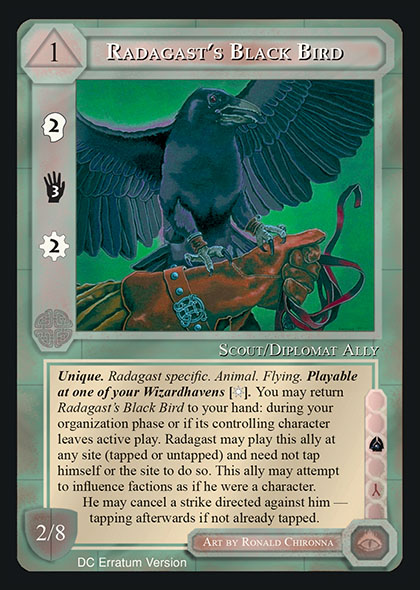 1
RADAGAST'S BLACK BIRD
2
3
2
SCOUT/DIPLOMAT ALLY
Unique. Radagast specific. Animal. Flying. Playable
at one of your Wizardhavens []. You may return
Radagast's Black Bird to your hand: during your
organization phase or if its controlling character
leaves active play. Radagast may play this ally at
any site (tapped or untapped) and need not tap
himself or the site to do so. This ally may attempt
to influence factions as if he were a character.
He may cancel a strike directed against him —
tapping afterwards if not already tapped.
2/8
ART BY RONALD CHIRONNA
DC Erratum Version